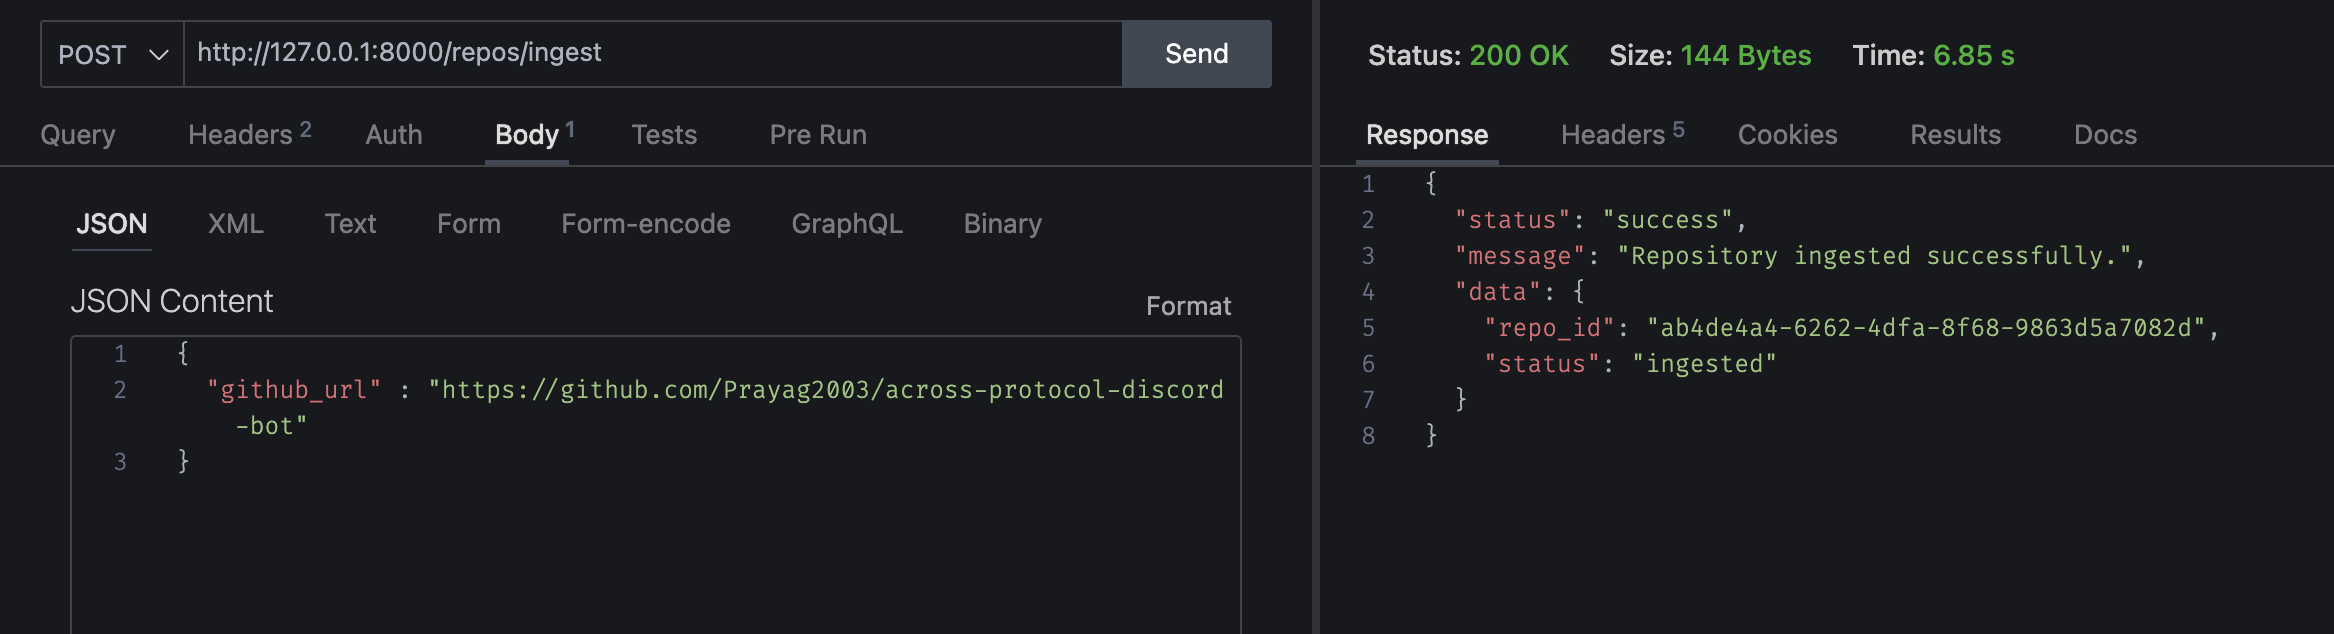 POST http://127.0.0.1:8000/repos/ingest Send
Query Headers 2 Auth Body 1 Tests Pre Run
JSON XML Text Form Form-encode GraphQL Binary
JSON Content Format
1 {
2 "github_url" : "https://github.com/Prayag2003/across-protocol-discord
-bot"
3 }
Status: 200 OK Size: 144 Bytes Time: 6.85 s
Response Headers 5 Cookies Results Docs
1 {
2 "status": "success",
3 "message": "Repository ingested successfully.",
4 "data": {
5 "repo_id": "ab4de4a4-6262-4dfa-8f68-9863d5a7082d",
6 "status": "ingested"
7 }
8 }